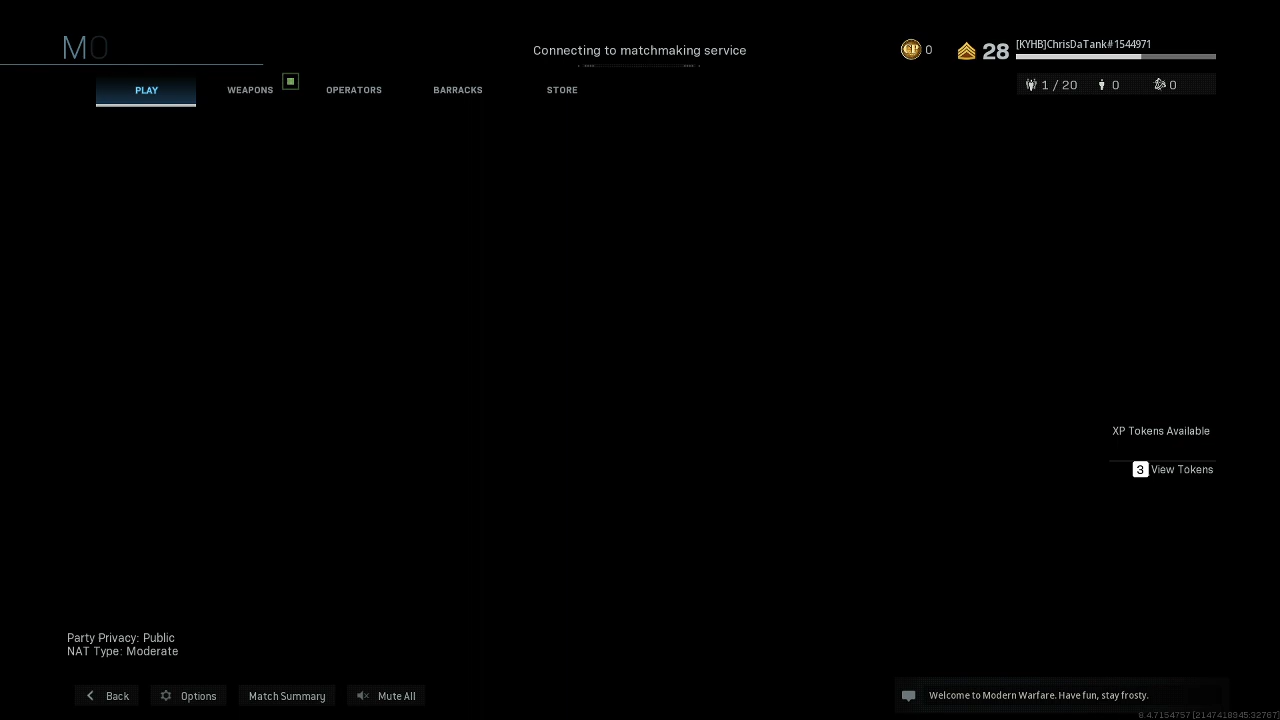 MO
Connecting to matchmaking service
CP 0
28
[KYHB]ChrisDaTank#1544971
PLAY
WEAPONS
OPERATORS
BARRACKS
STORE
1 / 20
0
0
XP Tokens Available
3 View Tokens
Party Privacy: Public
NAT Type: Moderate
Back
Options
Match Summary
Mute All
Welcome to Modern Warfare. Have fun, stay frosty.